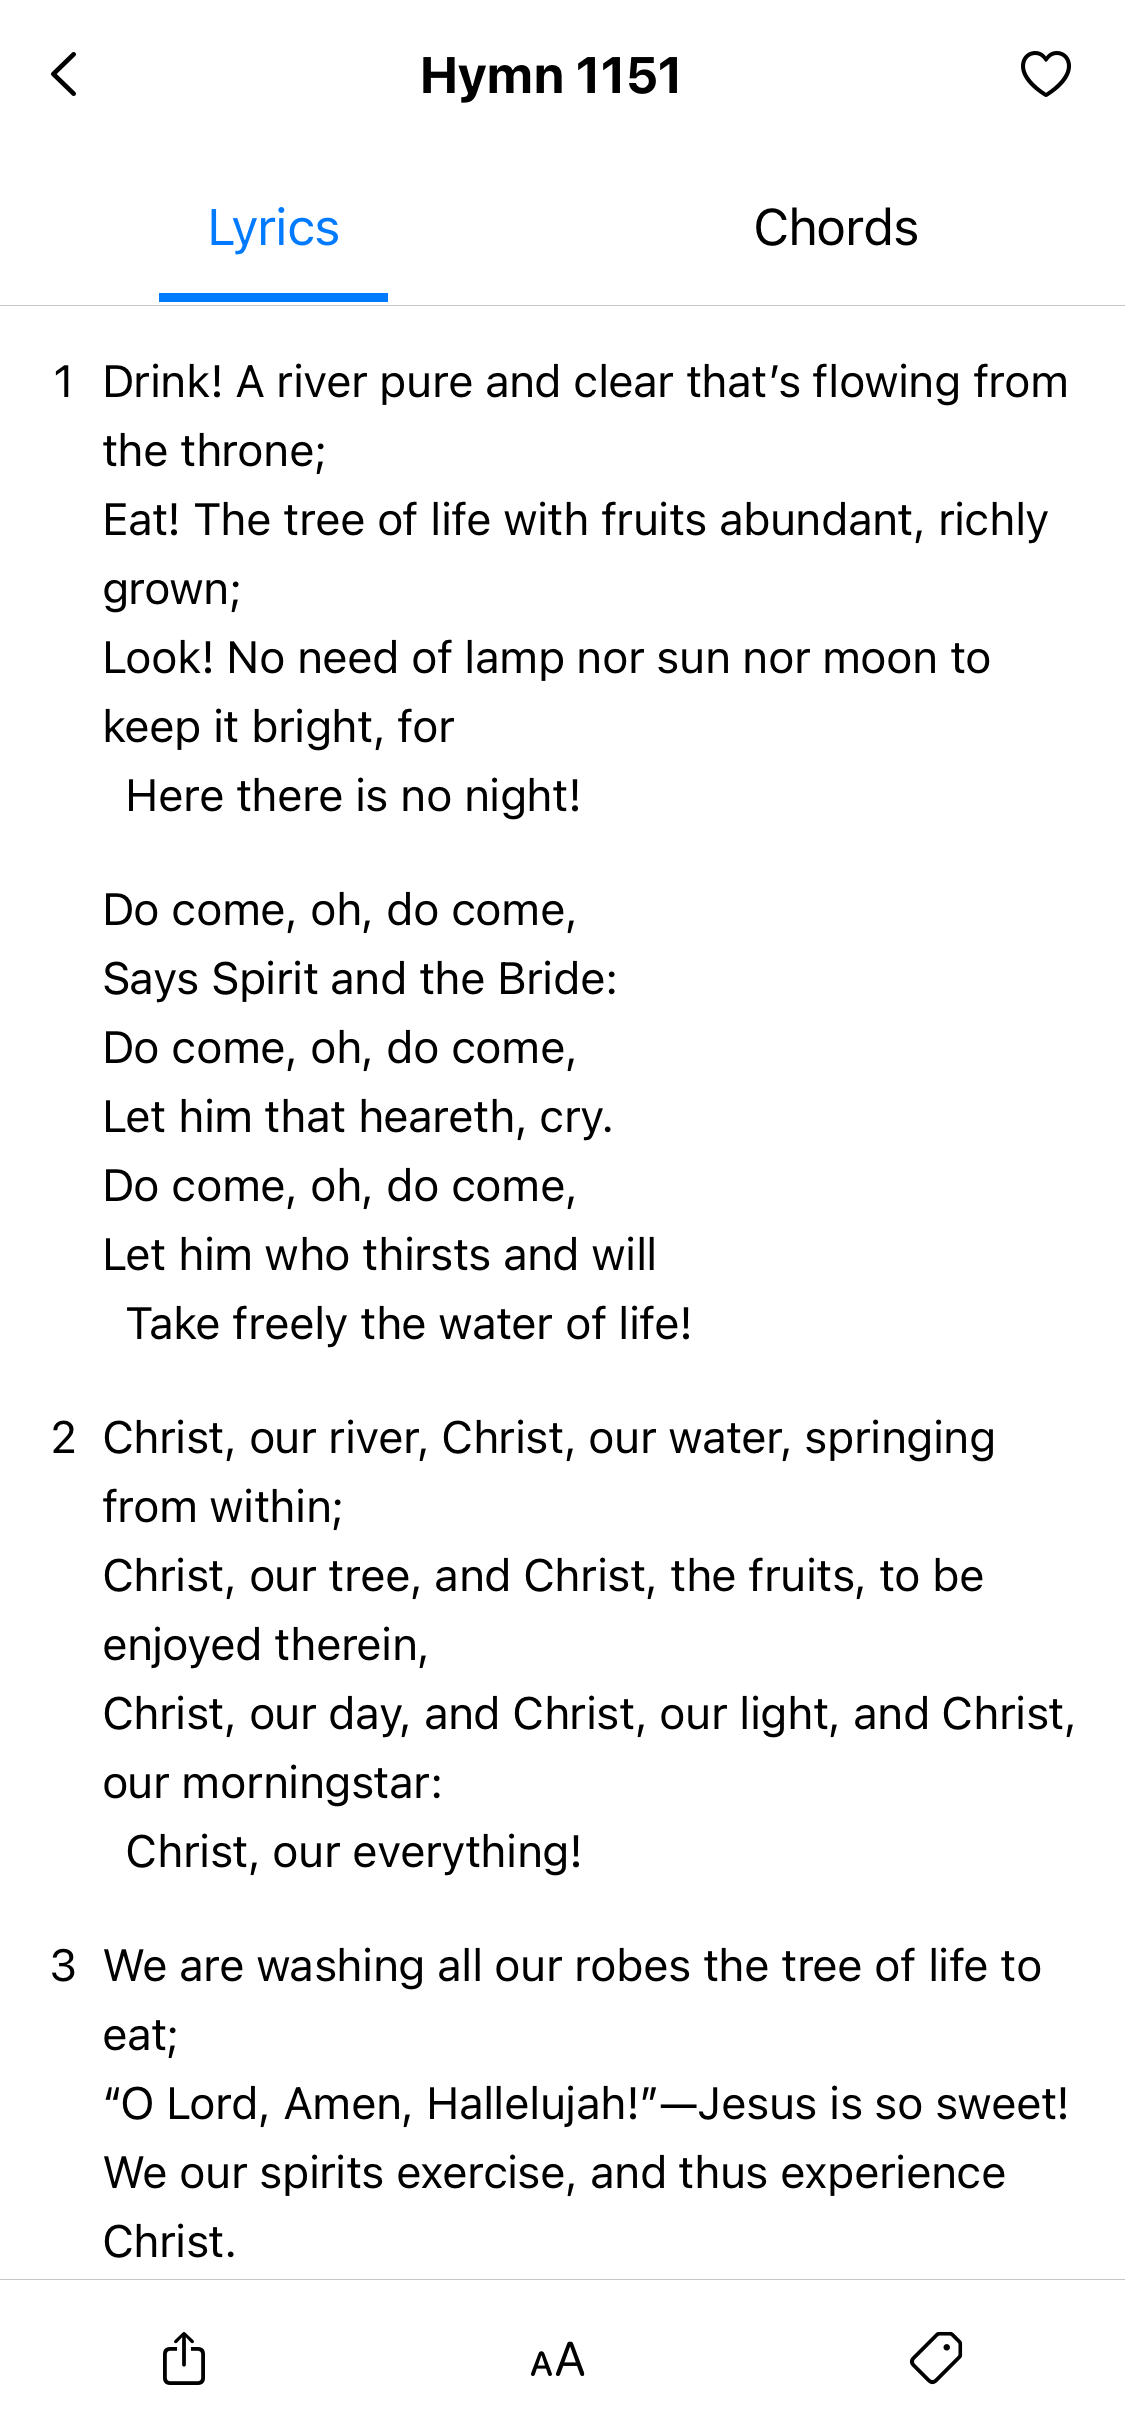 Hymn 1151
Lyrics
Chords
1 Drink! A river pure and clear that’s flowing from
the throne;
Eat! The tree of life with fruits abundant, richly
grown;
Look! No need of lamp nor sun nor moon to
keep it bright, for
Here there is no night!
Do come, oh, do come,
Says Spirit and the Bride:
Do come, oh, do come,
Let him that heareth, cry.
Do come, oh, do come,
Let him who thirsts and will
Take freely the water of life!
2 Christ, our river, Christ, our water, springing
from within;
Christ, our tree, and Christ, the fruits, to be
enjoyed therein,
Christ, our day, and Christ, our light, and Christ,
our morningstar:
Christ, our everything!
3 We are washing all our robes the tree of life to
eat;
“O Lord, Amen, Hallelujah!”—Jesus is so sweet!
We our spirits exercise, and thus experience
Christ.
AA